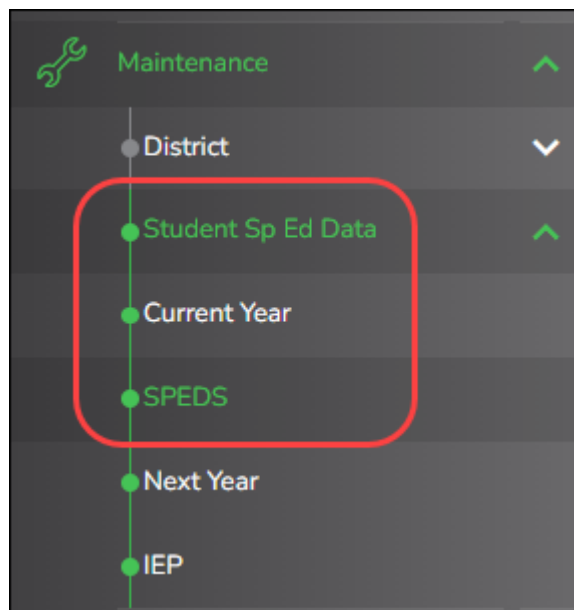 Maintenance
District
Student Sp Ed Data
Current Year
SPEDS
Next Year
IEP